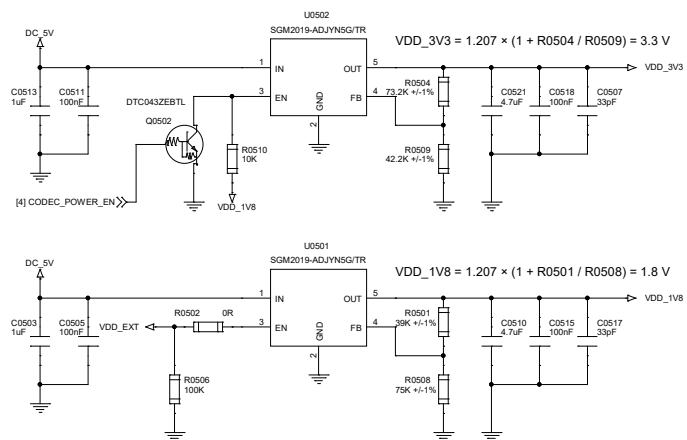 U0502
SGM2019-ADJYN5G/TR
VDD_3V3 = 1.207 × (1 + R0504 / R0509) = 3.3 V
DC_5V
1
IN
OUT
5
VDD_3V3
C0513
1uF
C0511
100nF
DTC043ZEBTL
Q0502
3
EN
GND
2
FB
4
R0504
73.2K +/-1%
C0521
4.7uF
C0518
100nF
C0507
33pF
R0510
10K
R0509
42.2K +/-1%
[4] CODEC_POWER_EN
VDD_1V8
U0501
SGM2019-ADJYN5G/TR
VDD_1V8 = 1.207 × (1 + R0501 / R0508) = 1.8 V
DC_5V
1
IN
OUT
5
VDD_1V8
C0503
1uF
C0505
100nF
VDD_EXT
R0502
0R
3
EN
GND
2
FB
4
R0501
39K +/-1%
C0510
4.7uF
C0515
100nF
C0517
33pF
R0506
100K
R0508
75K +/-1%